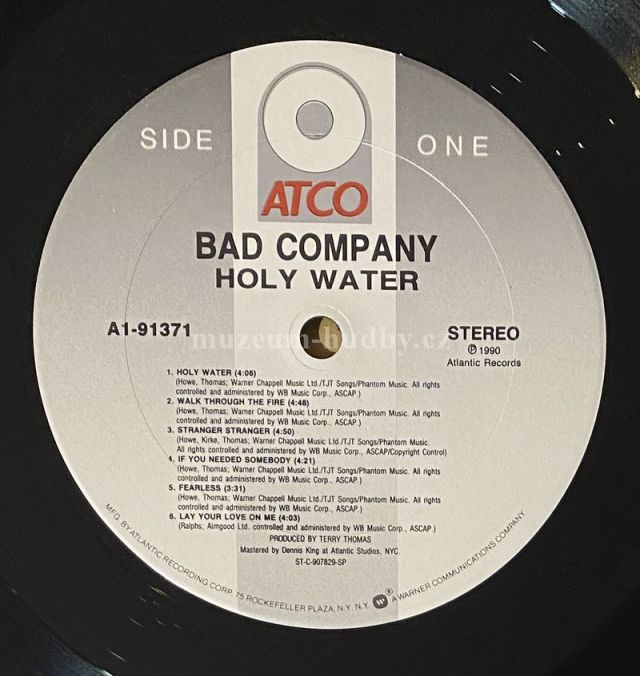 SIDE ONE
ATCO
BAD COMPANY
HOLY WATER
A1-91371
muzeum-hudby.cz
STEREO
℗ 1990
Atlantic Records
1. HOLY WATER (4:06)
(Howe, Thomas; Warner Chappell Music Ltd./TJT Songs/Phantom Music. All rights
controlled and administered by WB Music Corp., ASCAP.)
2. WALK THROUGH THE FIRE (4:48)
(Howe, Thomas; Warner Chappell Music Ltd./TJT Songs/Phantom Music. All rights
controlled and administered by WB Music Corp., ASCAP.)
3. STRANGER STRANGER (4:50)
(Howe, Kirke, Thomas; Warner Chappell Music Ltd./TJT Songs/Phantom Music.
All rights controlled and administered by WB Music Corp., ASCAP/Copyright Control)
4. IF YOU NEEDED SOMEBODY (4:21)
(Howe, Thomas; Warner Chappell Music Ltd./TJT Songs/Phantom Music. All rights
controlled and administered by WB Music Corp., ASCAP.)
5. FEARLESS (3:31)
(Howe, Thomas; Warner Chappell Music Ltd./TJT Songs/Phantom Music. All rights
controlled and administered by WB Music Corp., ASCAP.)
6. LAY YOUR LOVE ON ME (4:03)
(Ralphs; Aimgood Ltd. controlled and administered by WB Music Corp., ASCAP.)
PRODUCED BY TERRY THOMAS
Mastered by Dennis King at Atlantic Studios, NYC.
ST-C-907829-SP
MFG. BY ATLANTIC RECORDING CORP. 75 ROCKEFELLER PLAZA, N.Y. N.Y. ® A WARNER COMMUNICATIONS COMPANY